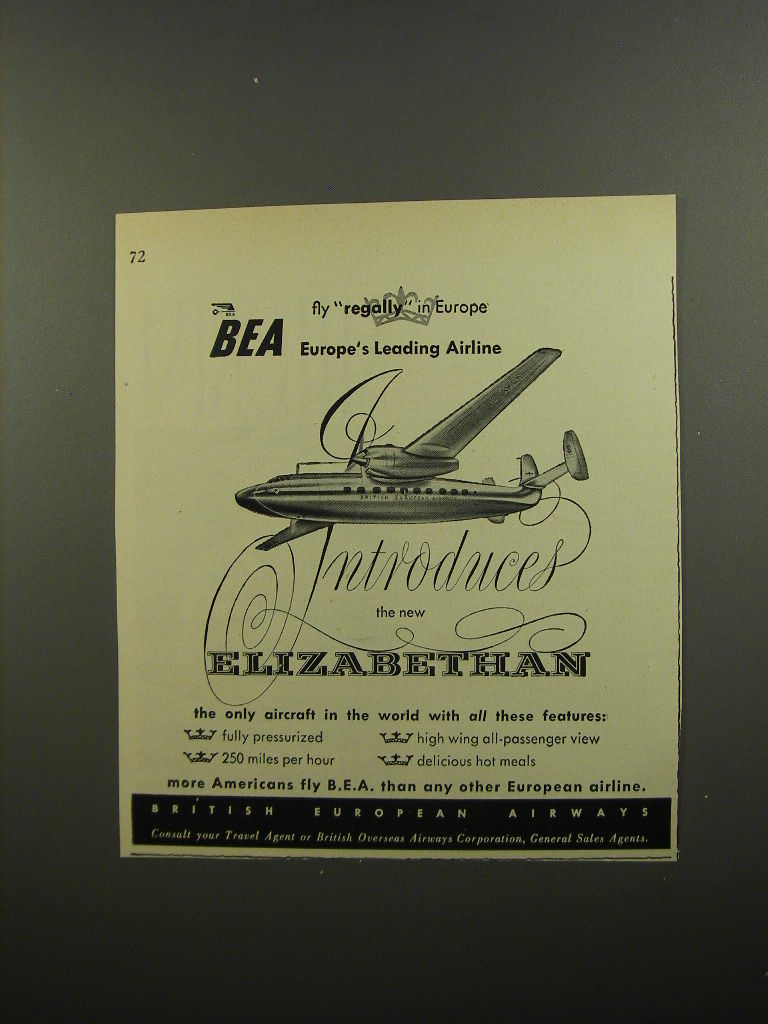 72
fly "regally" in Europe
BEA
BEA
Europe's Leading Airline
BRITISH EUROPEAN
Introduces
the new
ELIZABETHAN
the only aircraft in the world with all these features:
fully pressurized
high wing all-passenger view
250 miles per hour
delicious hot meals
more Americans fly B.E.A. than any other European airline.
BRITISH EUROPEAN AIRWAYS
Consult your Travel Agent or British Overseas Airways Corporation, General Sales Agents.